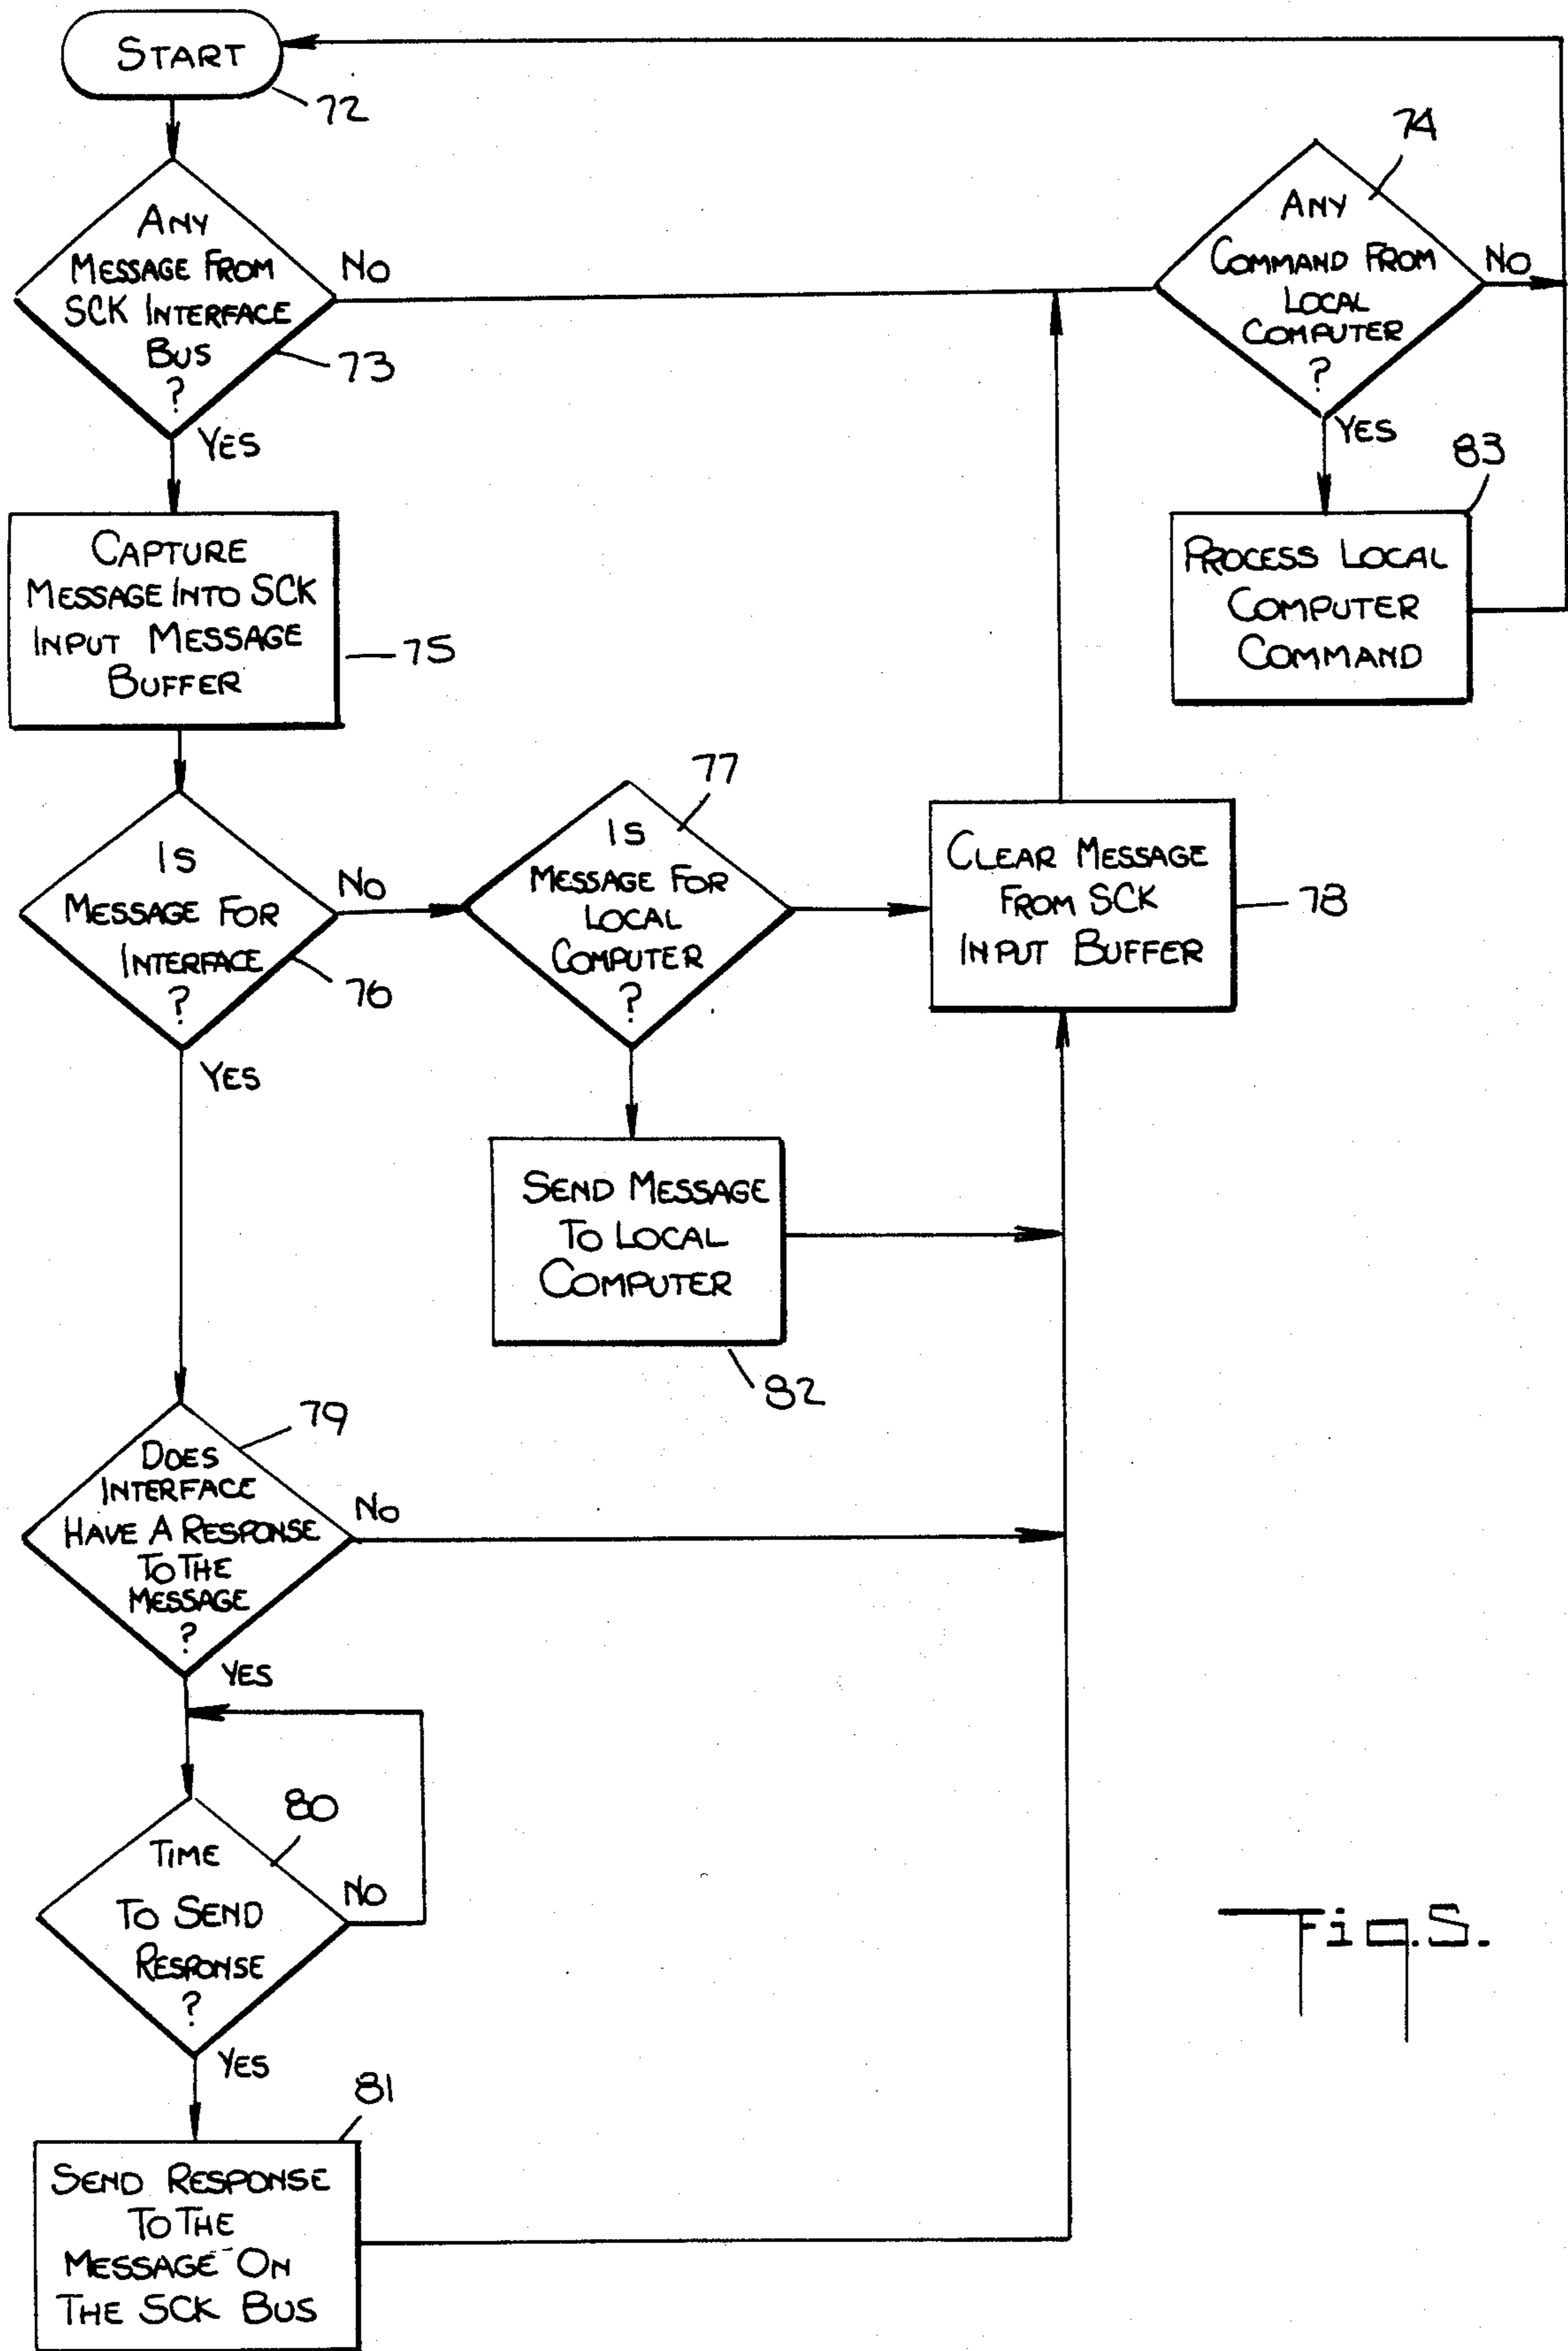 START
72
ANY
MESSAGE FROM
SCK INTERFACE
BUS
?
73
NO
YES
74
ANY
COMMAND FROM
LOCAL
COMPUTER
?
NO
YES
83
PROCESS LOCAL
COMPUTER
COMMAND
CAPTURE
MESSAGE INTO SCK
INPUT MESSAGE
BUFFER
75
IS
MESSAGE FOR
INTERFACE
?
76
NO
YES
77
IS
MESSAGE FOR
LOCAL
COMPUTER
?
CLEAR MESSAGE
FROM SCK
INPUT BUFFER
78
SEND MESSAGE
TO LOCAL
COMPUTER
82
79
DOES
INTERFACE
HAVE A RESPONSE
TO THE
MESSAGE
?
NO
YES
80
TIME
TO SEND
RESPONSE
?
NO
YES
81
SEND RESPONSE
TO THE
MESSAGE ON
THE SCK BUS
Fig.5.